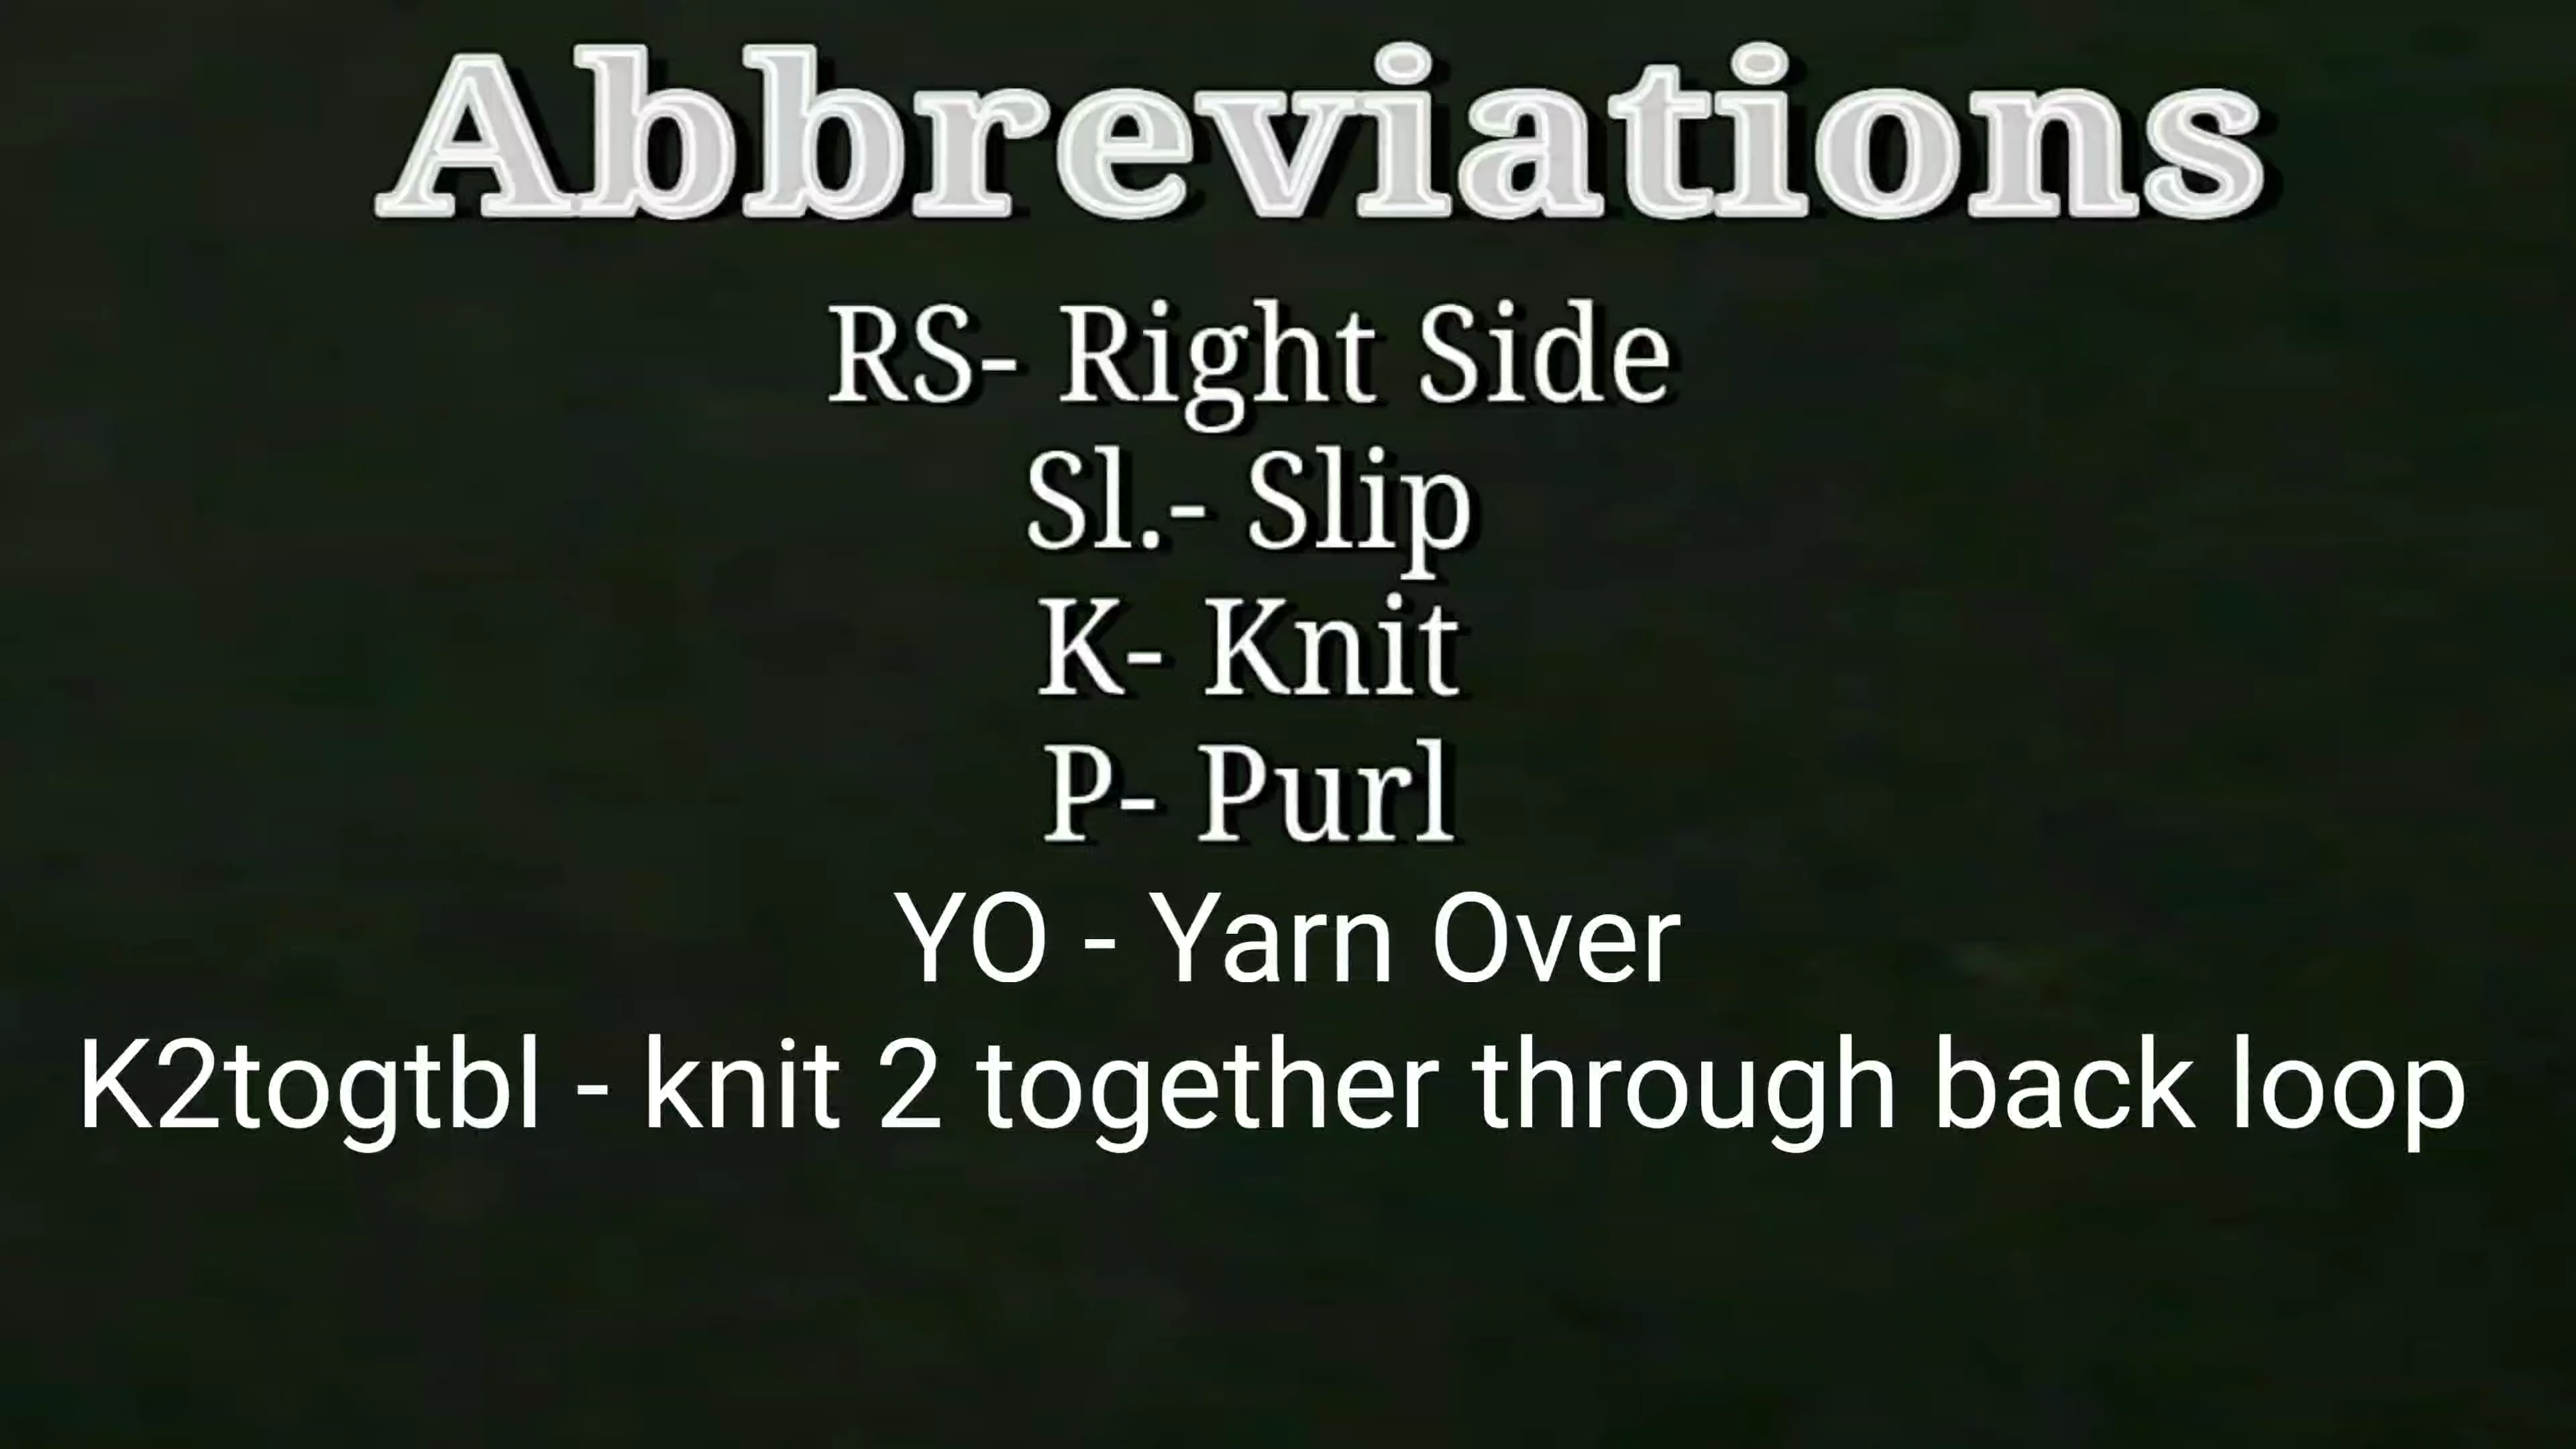 Abbreviations
RS- Right Side
Sl.- Slip
K- Knit
P- Purl
YO - Yarn Over
K2togtbl - knit 2 together through back loop